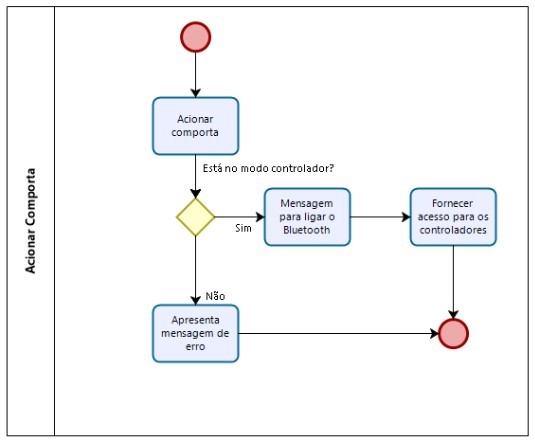 Acionar Comporta
Acionar
comporta
Está no modo controlador?
Sim
Mensagem
para ligar o
Bluetooth
Fornecer
acesso para os
controladores
Não
Apresenta
mensagem de
erro